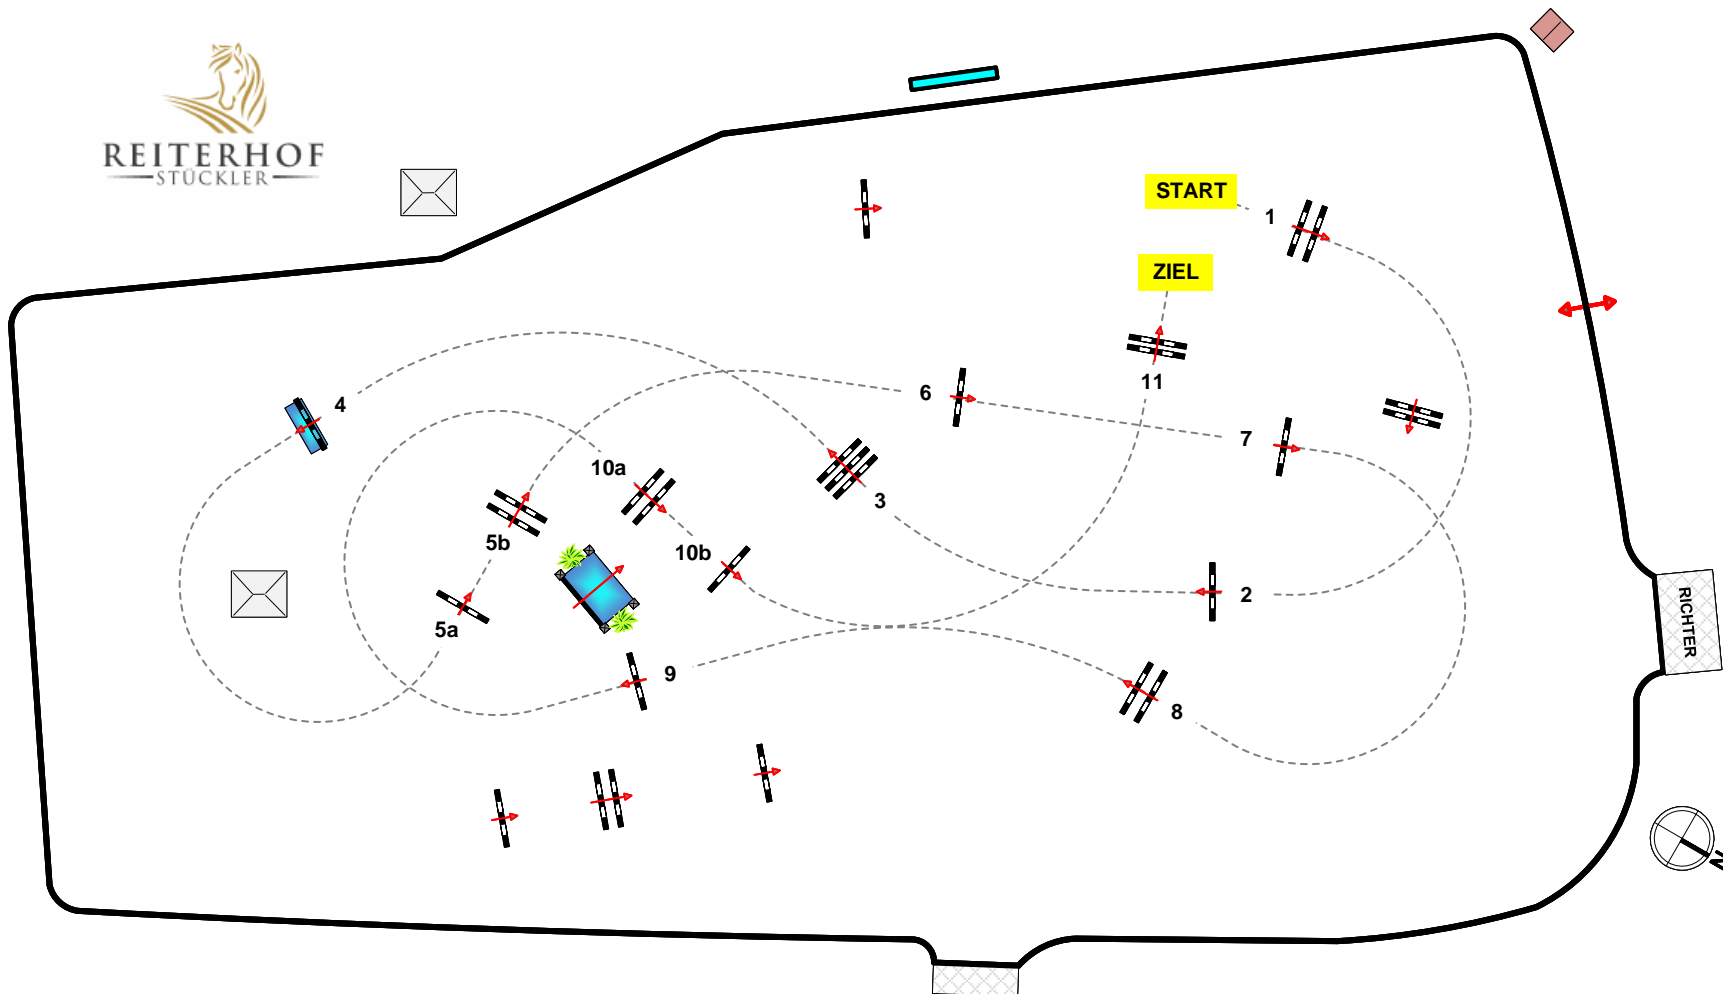 REITERHOF
STÜCKLER
START
1
ZIEL
11
4
6
7
10a
3
5b
10b
2
5a
9
8
RICHTER
N